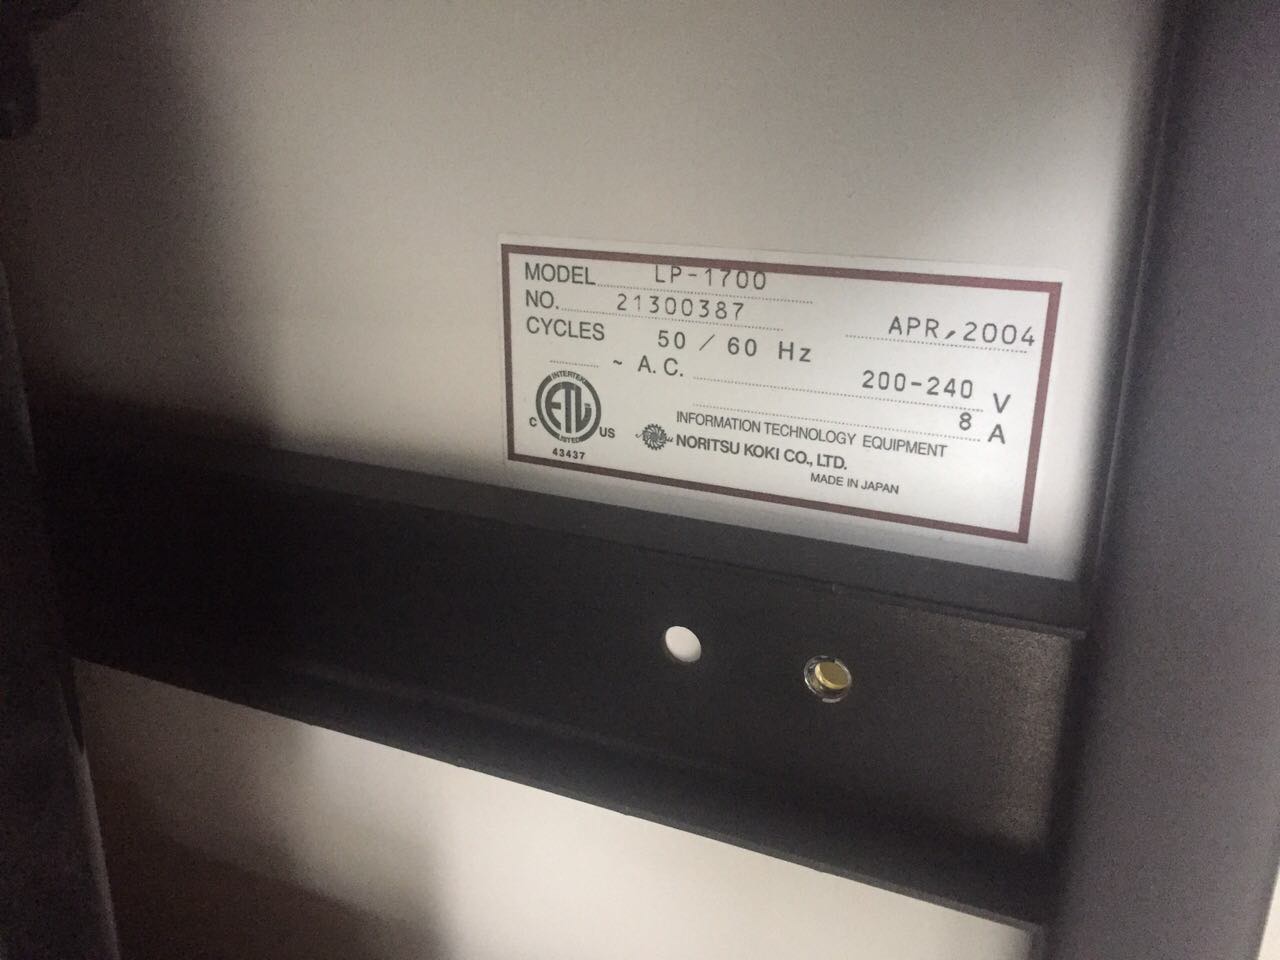 MODEL LP-1700
NO. 21300387 APR,2004
CYCLES 50 / 60 Hz
~ A.C. 200-240 V
8 A
INTERTEK
ETL
LISTED
C US
43437
INFORMATION TECHNOLOGY EQUIPMENT
NORITSU KOKI CO., LTD.
MADE IN JAPAN